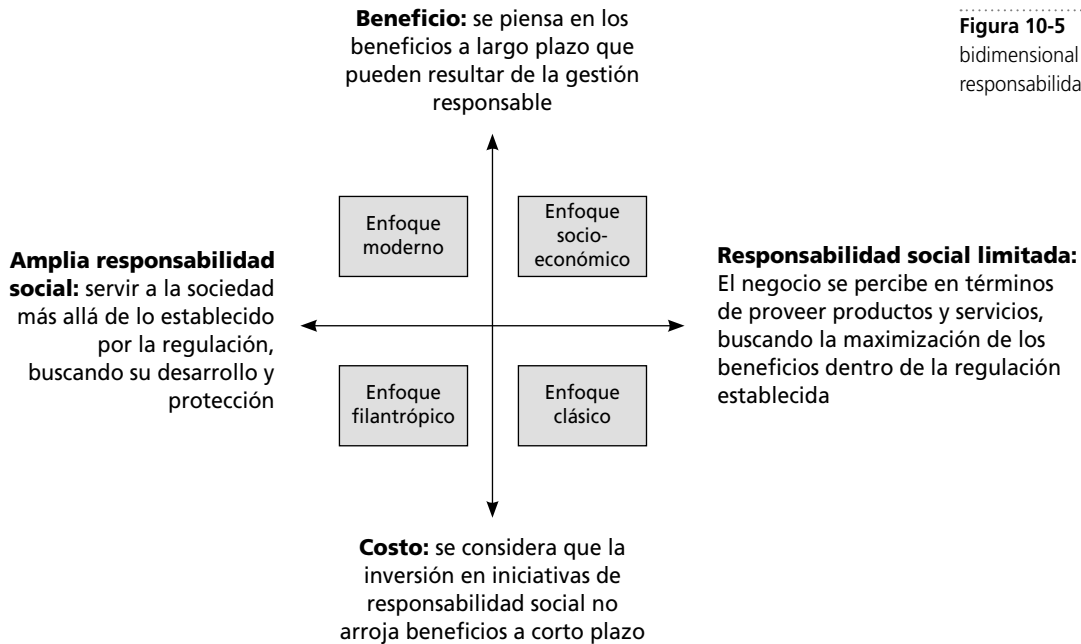 Beneficio: se piensa en los
beneficios a largo plazo que
pueden resultar de la gestión
responsable
Figura 10-5
bidimensional
responsabilida
Enfoque
moderno
Enfoque
socio-
económico
Amplia responsabilidad
social: servir a la sociedad
más allá de lo establecido
por la regulación,
buscando su desarrollo y
protección
Responsabilidad social limitada:
El negocio se percibe en términos
de proveer productos y servicios,
buscando la maximización de los
beneficios dentro de la regulación
establecida
Enfoque
filantrópico
Enfoque
clásico
Costo: se considera que la
inversión en iniciativas de
responsabilidad social no
arroja beneficios a corto plazo